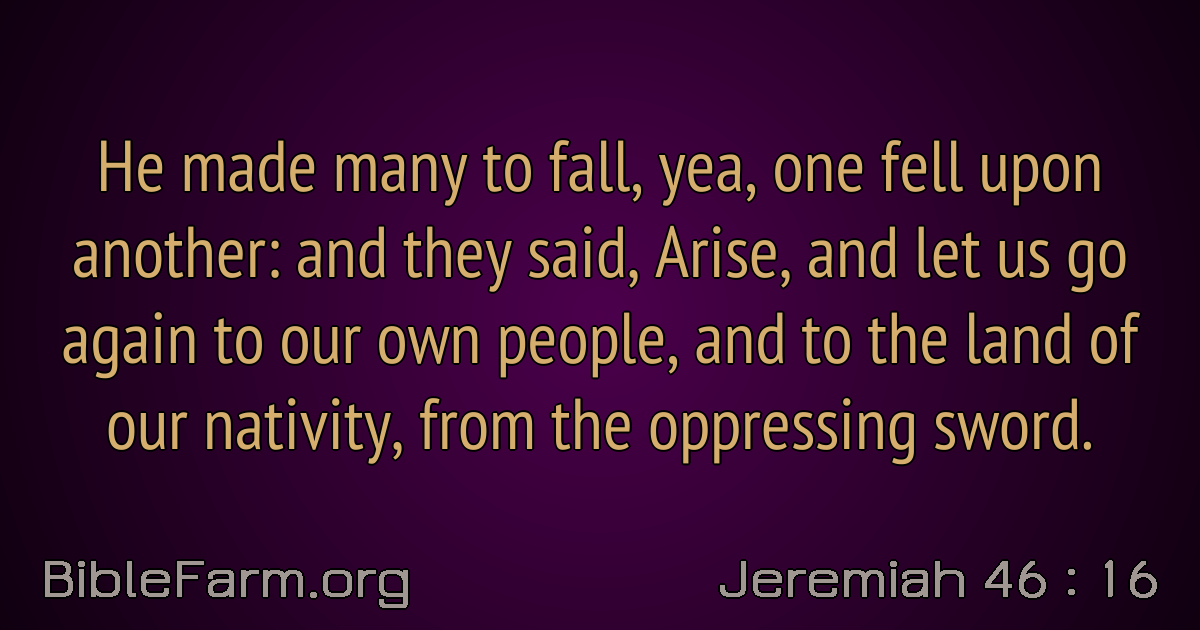 He made many to fall, yea, one fell upon
another: and they said, Arise, and let us go
again to our own people, and to the land of
our nativity, from the oppressing sword.
BibleFarm.org
Jeremiah 46 : 16